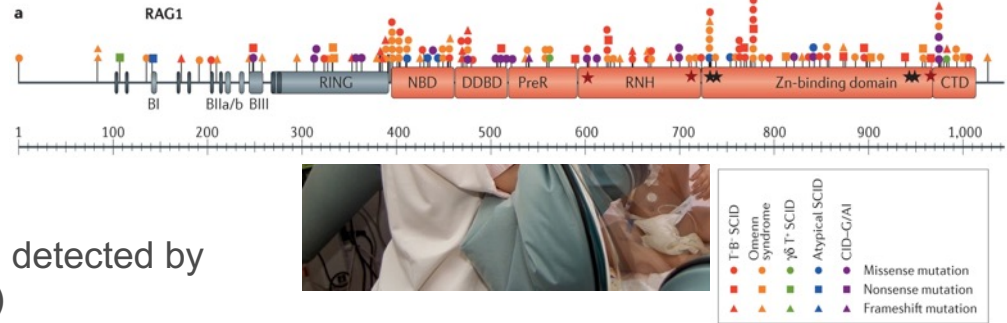 a RAG1
RING NBD DDBD PreR RNH Zn-binding domain CTD
BI BIIa/b BIII
1 100 200 300 400 500 600 700 800 900 1,000
detected by
)
T⁻B⁻ SCID
Omenn syndrome
γδ T⁺ SCID
Atypical SCID
CID–G/AI
Missense mutation
Nonsense mutation
Frameshift mutation